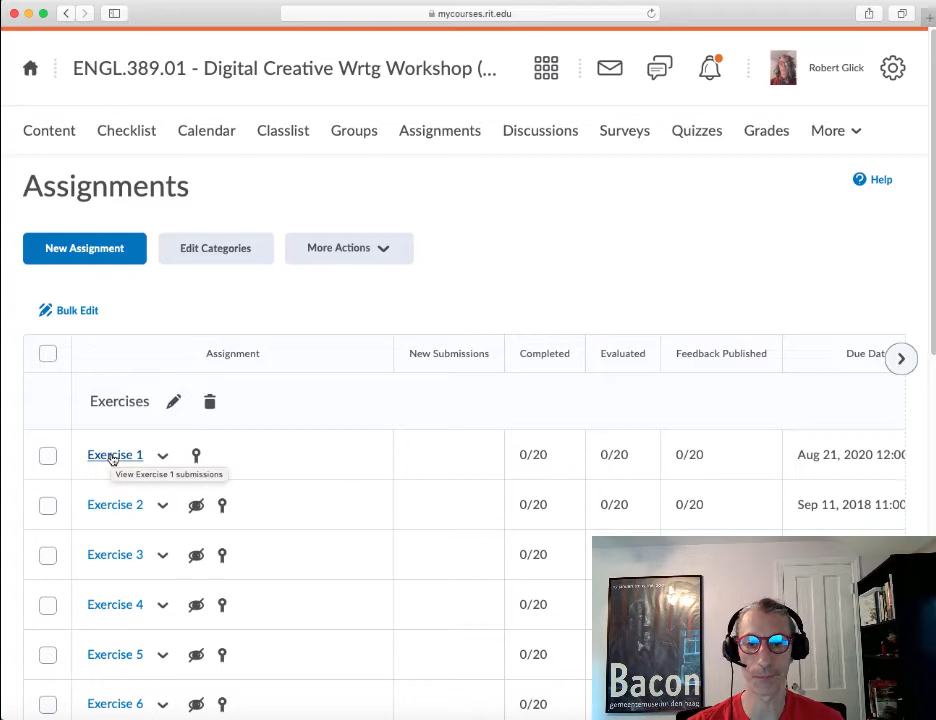 mycourses.rit.edu
ENGL.389.01 - Digital Creative Wrtg Workshop (...
Robert Glick
Content Checklist Calendar Classlist Groups Assignments Discussions Surveys Quizzes Grades More
Assignments
Help
New Assignment Edit Categories More Actions
Bulk Edit
Assignment New Submissions Completed Evaluated Feedback Published Due Dat
Exercises
Exercise 1 0/20 0/20 0/20 Aug 21, 2020 12:00
View Exercise 1 submissions
Exercise 2 0/20 0/20 0/20 Sep 11, 2018 11:00
Exercise 3 0/20
Exercise 4 0/20
Exercise 5 0/20
Exercise 6 0/20
Bacon
gemeentemuseum den haag